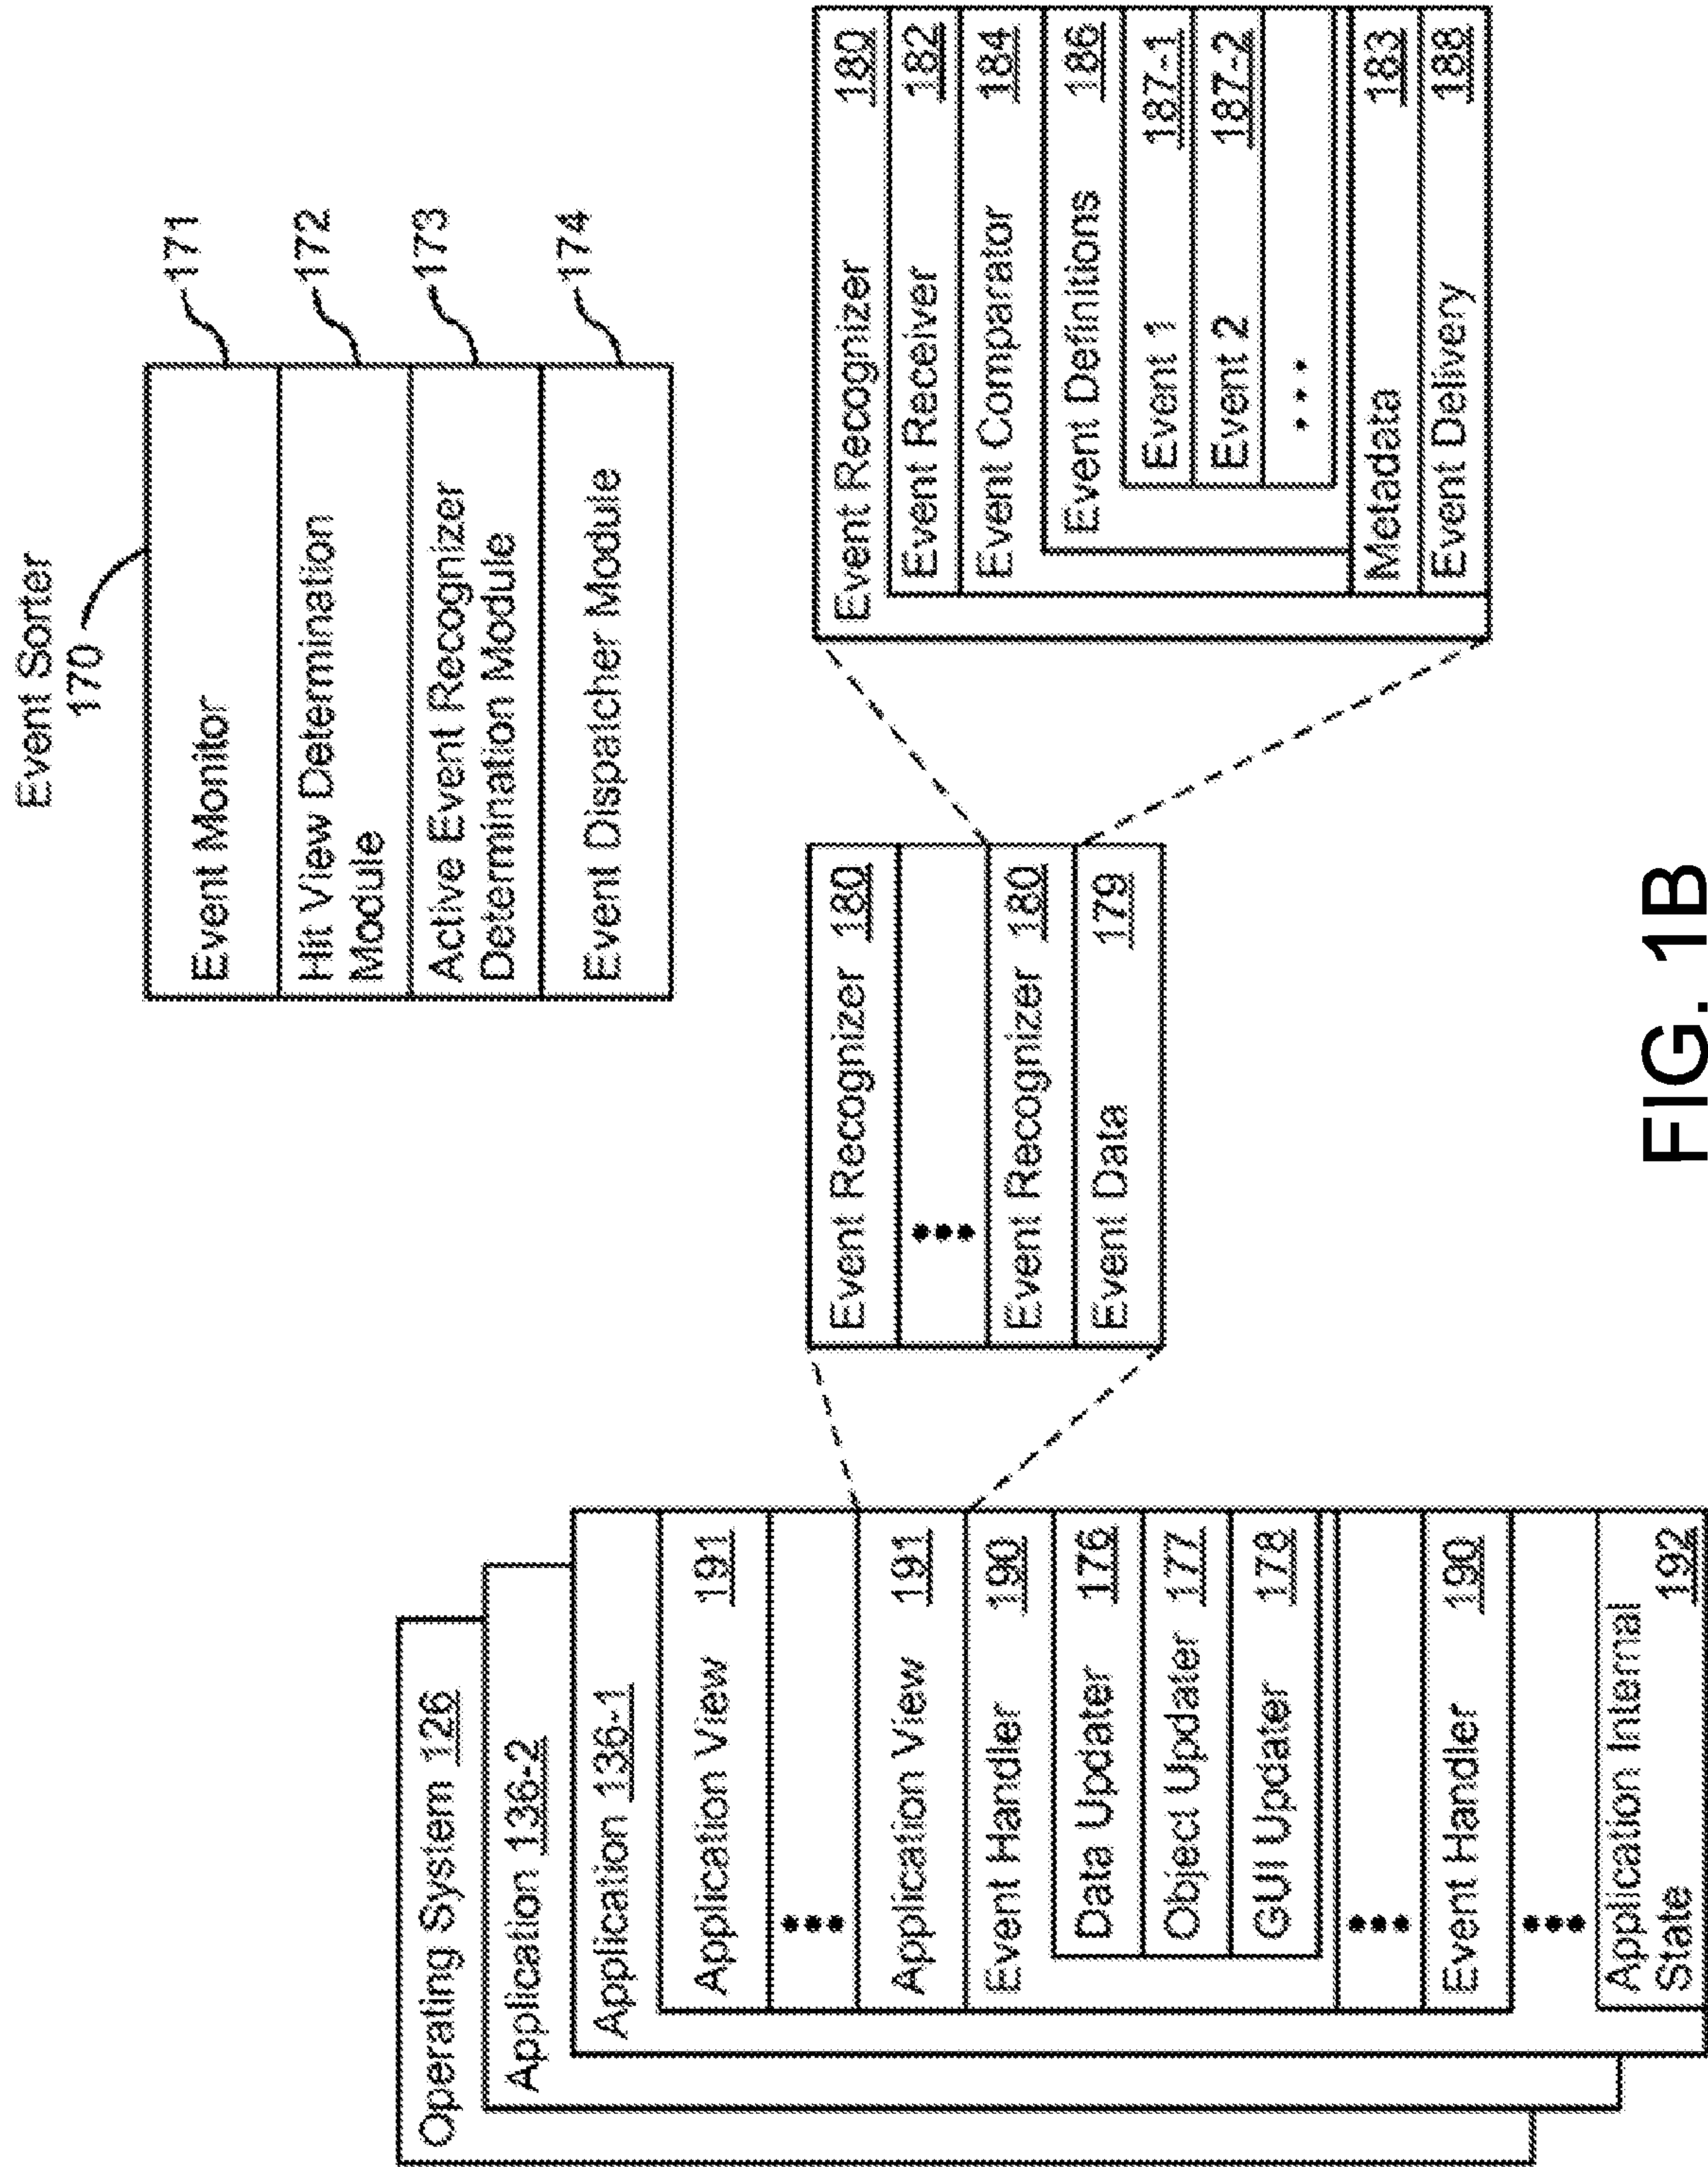 Event Sorter
170
Event Monitor
171
Hit View Determination
Module
172
Active Event Recognizer
Determination Module
173
Event Dispatcher Module
174
Operating System 126
Application 136-2
Application 136-1
Application View 191
•••
Application View 191
Event Handler 190
Data Updater 176
Object Updater 177
GUI Updater 178
•••
Event Handler 190
•••
Application Internal
State 192
Event Recognizer 180
•••
Event Recognizer 180
Event Data 179
Event Recognizer 180
Event Receiver 182
Event Comparator 184
Event Definitions 186
Event 1 187-1
Event 2 187-2
•••
Metadata 183
Event Delivery 188
FIG. 1B